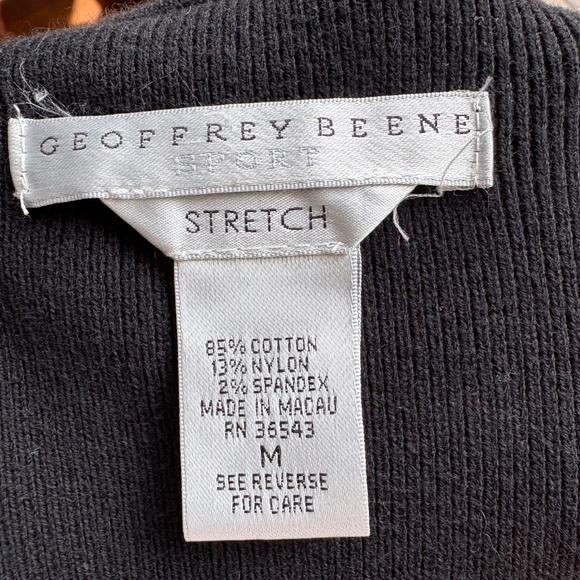 GEOFFREY BEENE
SPORT
STRETCH
85% COTTON
13% NYLON
2% SPANDEX
MADE IN MACAU
RN 36543
M
SEE REVERSE
FOR CARE